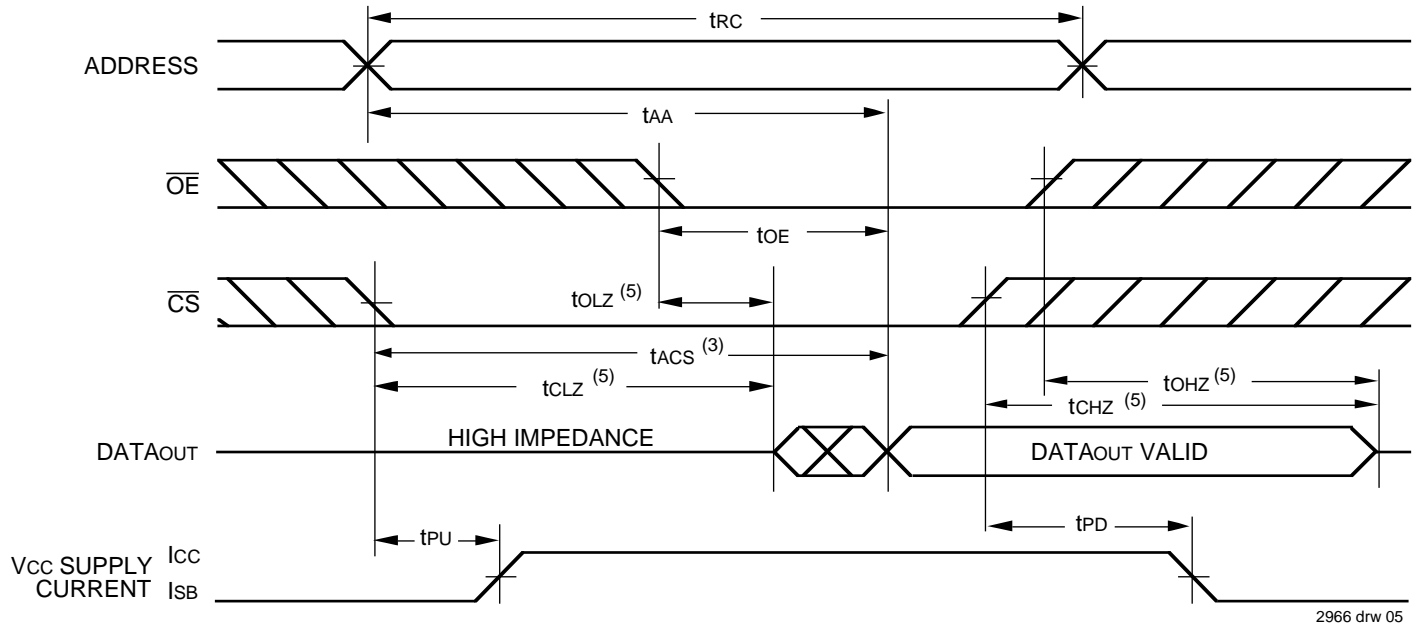 tRC
ADDRESS
tAA
OE
tOE
tOLZ (5)
CS
tACS (3)
tCLZ (5)
tOHZ (5)
tCHZ (5)
HIGH IMPEDANCE
DATAOUT
DATAOUT VALID
tPU
tPD
VCC SUPPLY
CURRENT
ICC
ISB
2966 drw 05